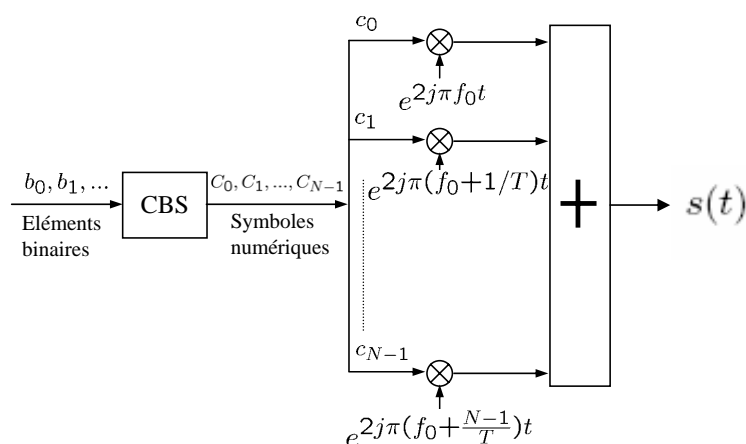 c_0
e^{2jπf_0t}
c_1
e^{2jπ(f_0+1/T)t}
b_0, b_1, ...
CBS
C_0, C_1, ..., C_{N-1}
Eléments
binaires
Symboles
numériques
+
s(t)
c_{N-1}
e^{2jπ(f_0+\frac{N-1}{T})t}